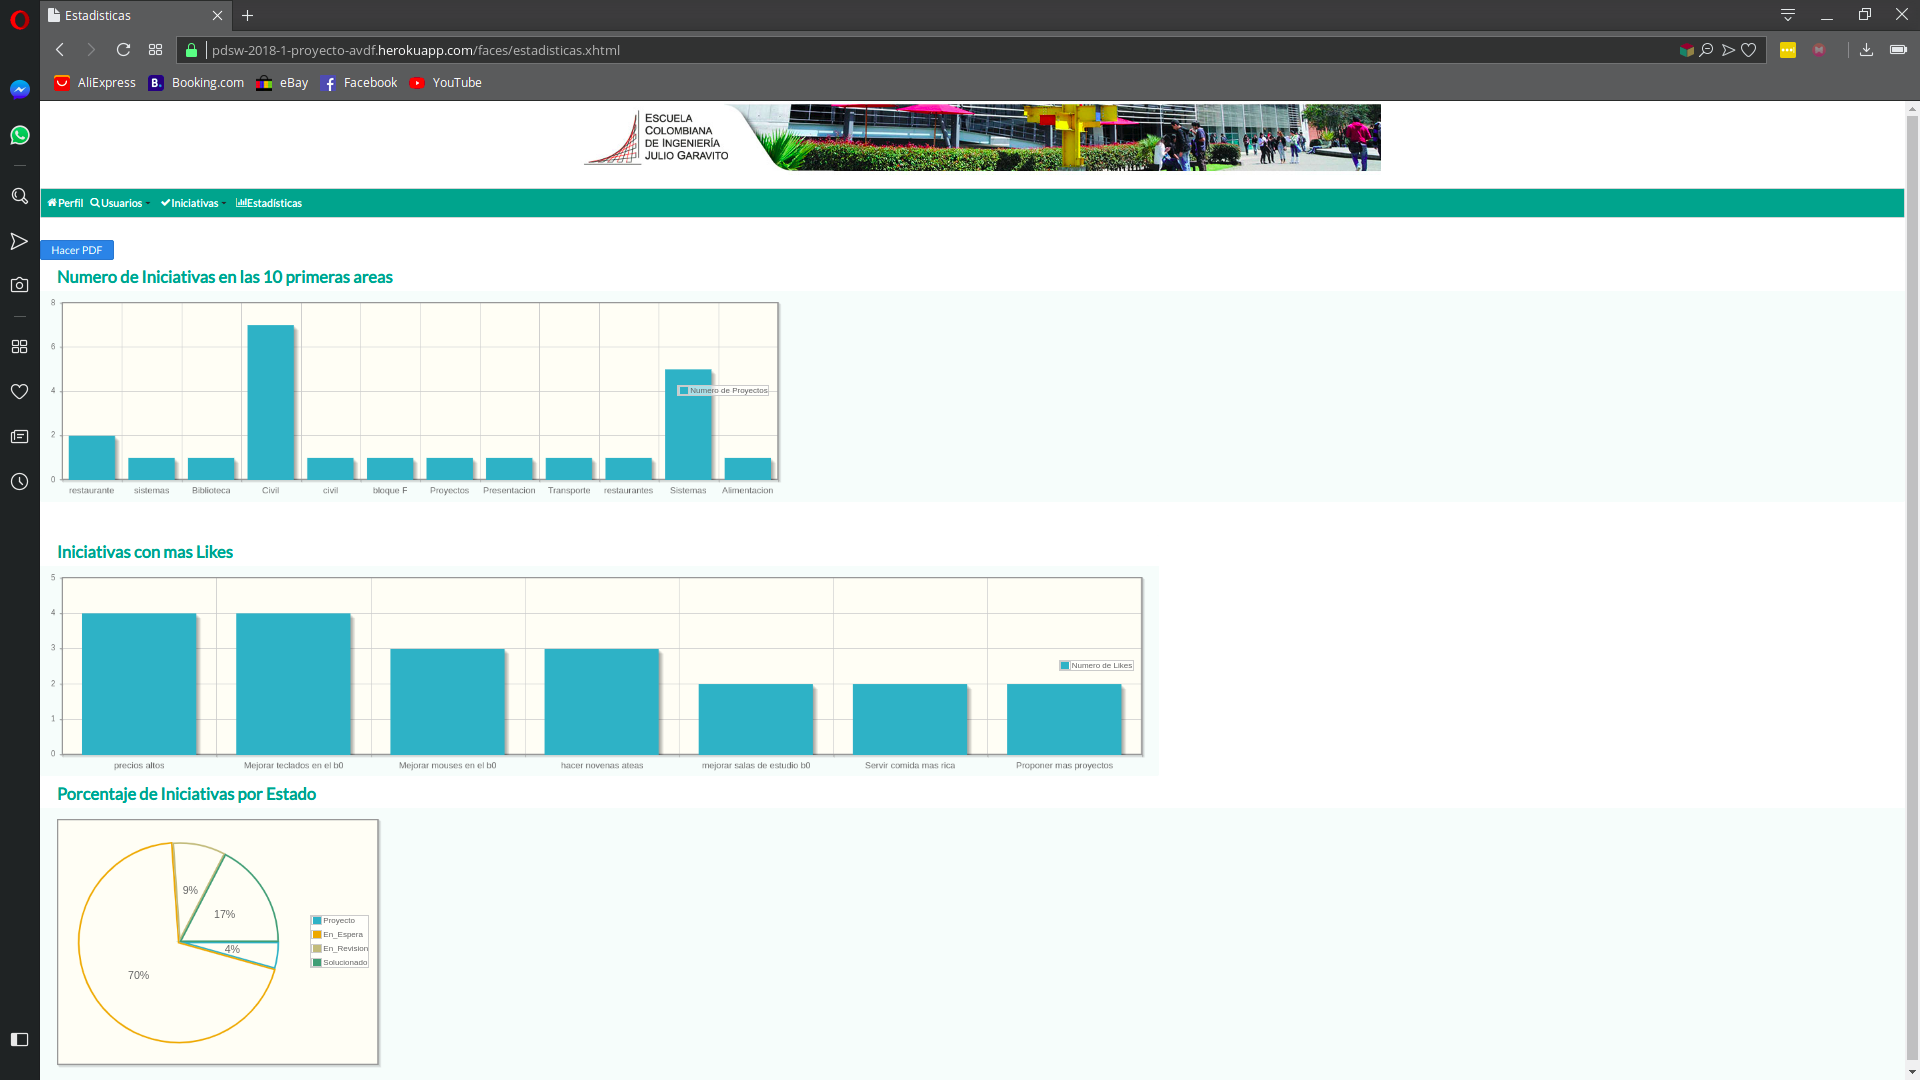 Estadisticas
pdsw-2018-1-proyecto-avdf.herokuapp.com/faces/estadisticas.xhtml
AliExpress Booking.com eBay Facebook YouTube
ESCUELA
COLOMBIANA
DE INGENIERÍA
JULIO GARAVITO
Perfil Usuarios Iniciativas Estadísticas
Hacer PDF
Numero de Iniciativas en las 10 primeras areas
8
6
4
2
0
Numero de Proyectos
restaurante sistemas Biblioteca Civil civil bloque F Proyectos Presentacion Transporte restaurantes Sistemas Alimentacion
Iniciativas con mas Likes
5
4
3
2
1
0
Numero de Likes
precios altos Mejorar teclados en el b0 Mejorar mouses en el b0 hacer novenas ateas mejorar salas de estudio b0 Servir comida mas rica Proponer mas proyectos
Porcentaje de Iniciativas por Estado
9%
17%
4%
70%
Proyecto
En_Espera
En_Revision
Solucionado